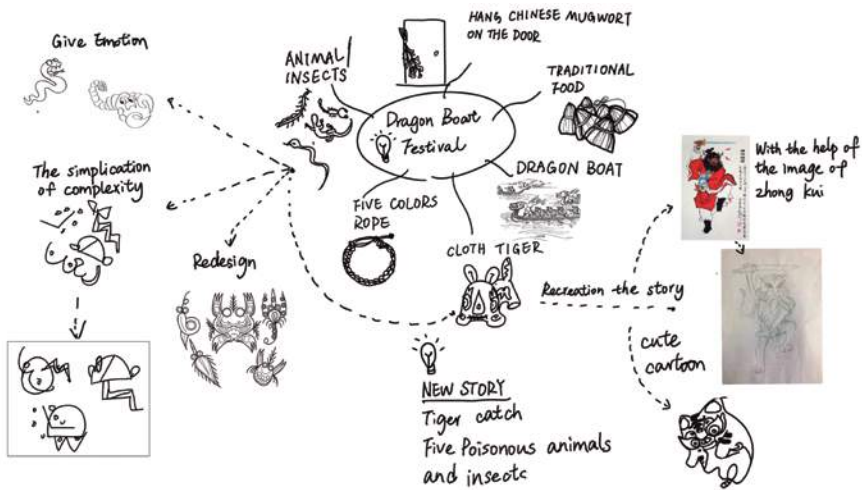 Give Emotion
The simplication
of complexity
Redesign
ANIMAL/
INSECTS
HANG CHINESE MUGWORT
ON THE DOOR
TRADITIONAL
FOOD
Dragon Boat
Festival
DRAGON BOAT
FIVE COLORS
ROPE
CLOTH TIGER
Recreation the story
With the help of
the image of
zhong kui
cute
cartoon
NEW STORY
Tiger catch
Five Poisonous animals
and insects